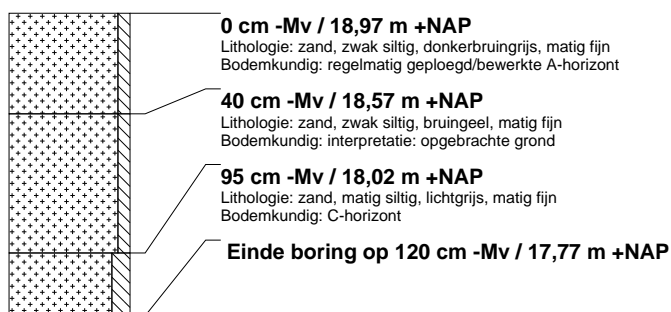 0 cm -Mv / 18,97 m +NAP
Lithologie: zand, zwak siltig, donkerbruingrijs, matig fijn
Bodemkundig: regelmatig geploegd/bewerkte A-horizont
40 cm -Mv / 18,57 m +NAP
Lithologie: zand, zwak siltig, bruingeel, matig fijn
Bodemkundig: interpretatie: opgebrachte grond
95 cm -Mv / 18,02 m +NAP
Lithologie: zand, matig siltig, lichtgrijs, matig fijn
Bodemkundig: C-horizont
Einde boring op 120 cm -Mv / 17,77 m +NAP